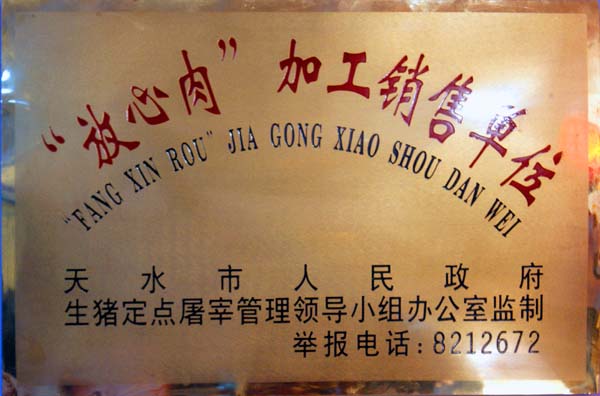 “放心肉” 加工销售单位
“FANG XIN ROU” JIA GONG XIAO SHOU DAN WEI
天水市人民政府
生猪定点屠宰管理领导小组办公室监制
举报电话：8212672